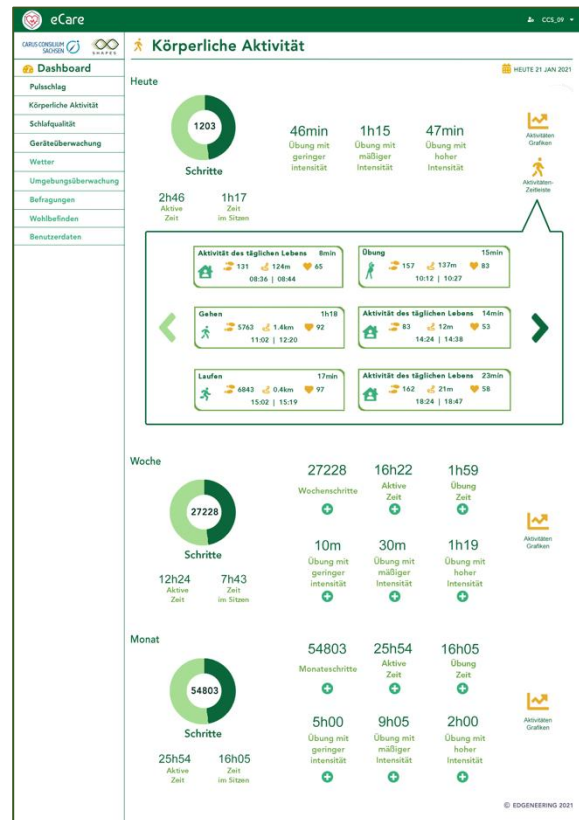 eCare
CCS_09
CARUS CONSILIUM
SACHSEN
SHAPES
Körperliche Aktivität
Dashboard
Pulsschlag
Körperliche Aktivität
Schlafqualität
Geräteüberwachung
Wetter
Umgebungsüberwachung
Befragungen
Wohlbefinden
Benutzerdaten
HEUTE 21 JAN 2021
Heute
1203
Schritte
2h46
Aktive
Zeit
1h17
Zeit
im Sitzen
46min
Übung mit
geringer
intensität
1h15
Übung mit
mäßiger
Intensität
47min
Übung mit
hoher
Intensität
Aktivitäten
Grafiken
Aktivitäten-
Zeitleiste
Aktivität des täglichen Lebens 8min
131 124m 65
08:36 | 08:44
Übung 15min
157 137m 83
10:12 | 10:27
Gehen 1h18
5763 1.4km 92
11:02 | 12:20
Aktivität des täglichen Lebens 14min
83 12m 53
14:24 | 14:38
Laufen 17min
6843 0.4km 97
15:02 | 15:19
Aktivität des täglichen Lebens 23min
162 21m 58
18:24 | 18:47
Woche
27228
Schritte
12h24
Aktive
Zeit
7h43
Zeit
im Sitzen
27228
Wochenschritte
16h22
Aktive
Zeit
1h59
Übung
Zeit
10m
Übung mit
geringer
intensität
30m
Übung mit
mäßiger
Intensität
1h19
Übung mit
hoher
Intensität
Aktivitäten
Grafiken
Monat
54803
Schritte
25h54
Aktive
Zeit
16h05
Zeit
im Sitzen
54803
Monateschritte
25h54
Aktive
Zeit
16h05
Übung
Zeit
5h00
Übung mit
geringer
intensität
9h05
Übung mit
mäßiger
Intensität
2h00
Übung mit
hoher
Intensität
Aktivitäten
Grafiken
© EDGENEERING 2021